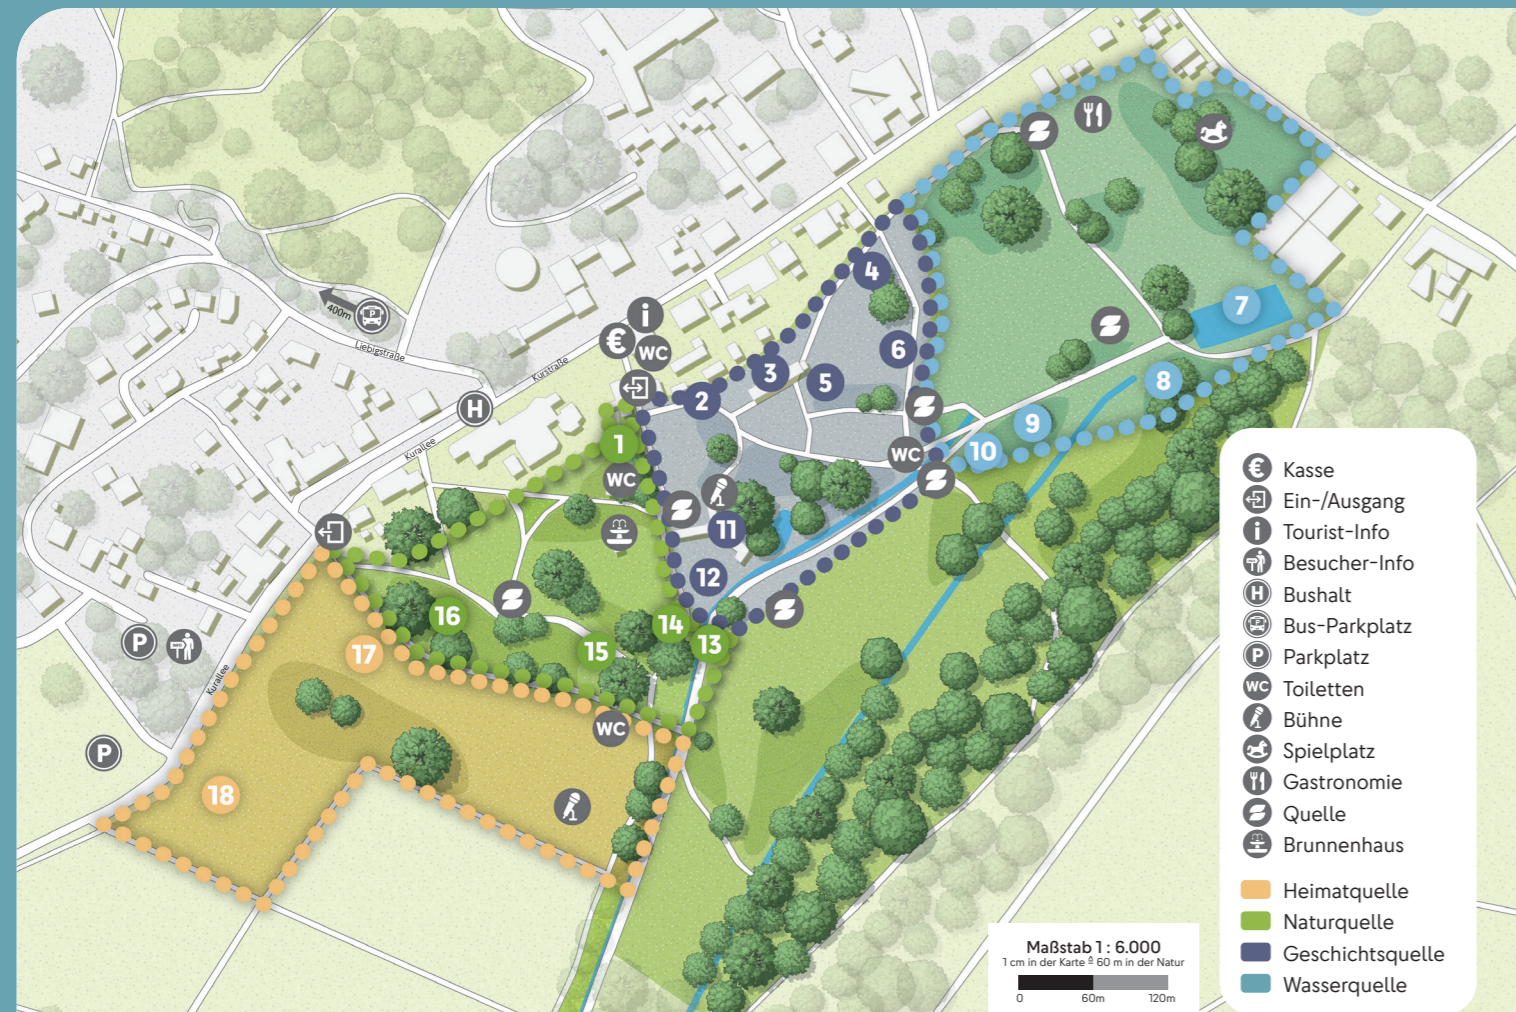 400m
Liebigstraße
Kurstraße
Kurallee
Kurallee
i
€
WC
H
P
P
P
1
2
3
4
5
6
7
8
9
10
11
12
13
14
15
16
17
18
WC
WC
WC
€ Kasse
Ein-/Ausgang
i Tourist-Info
Besucher-Info
H Bushalt
P Bus-Parkplatz
P Parkplatz
WC Toiletten
Bühne
Spielplatz
Gastronomie
Quelle
Brunnenhaus
Heimatquelle
Naturquelle
Geschichtsquelle
Wasserquelle
Maßstab 1 : 6.000
1 cm in der Karte ≙ 60 m in der Natur
0 60m 120m